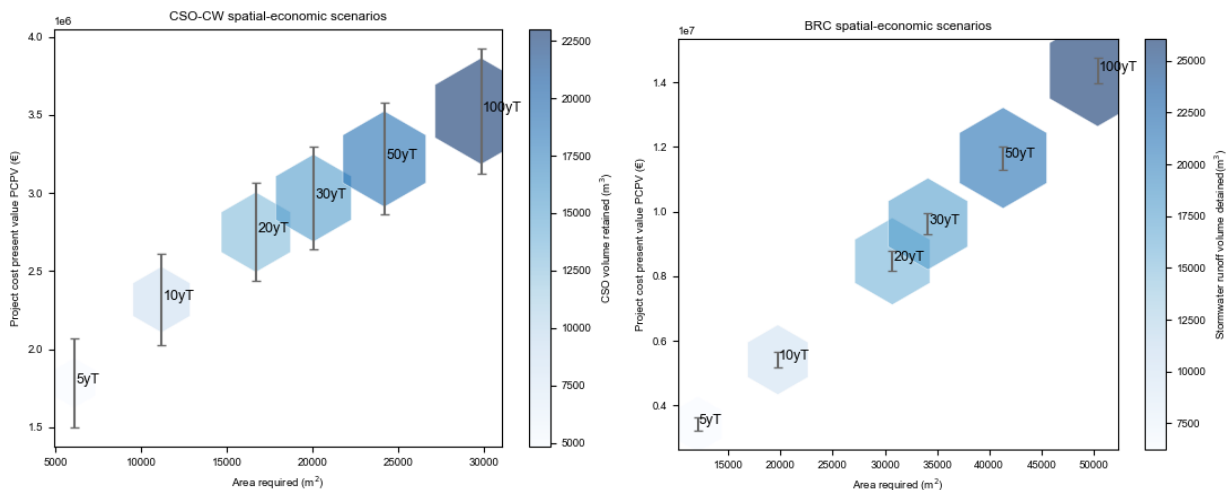 CSO-CW spatial-economic scenarios
1e6
4.0
3.5
3.0
2.5
2.0
1.5
Project cost present value PCPV (€)
5yT
10yT
20yT
30yT
50yT
100yT
5000
10000
15000
20000
25000
30000
Area required (m²)
22500
20000
17500
15000
12500
10000
7500
5000
CSO volume retained (m³)
BRC spatial-economic scenarios
1e7
1.4
1.2
1.0
0.8
0.6
0.4
Project cost present value PCPV (€)
5yT
10yT
20yT
30yT
50yT
100yT
15000
20000
25000
30000
35000
40000
45000
50000
Area required (m²)
25000
22500
20000
17500
15000
12500
10000
7500
Stormwater runoff volume detained(m³)